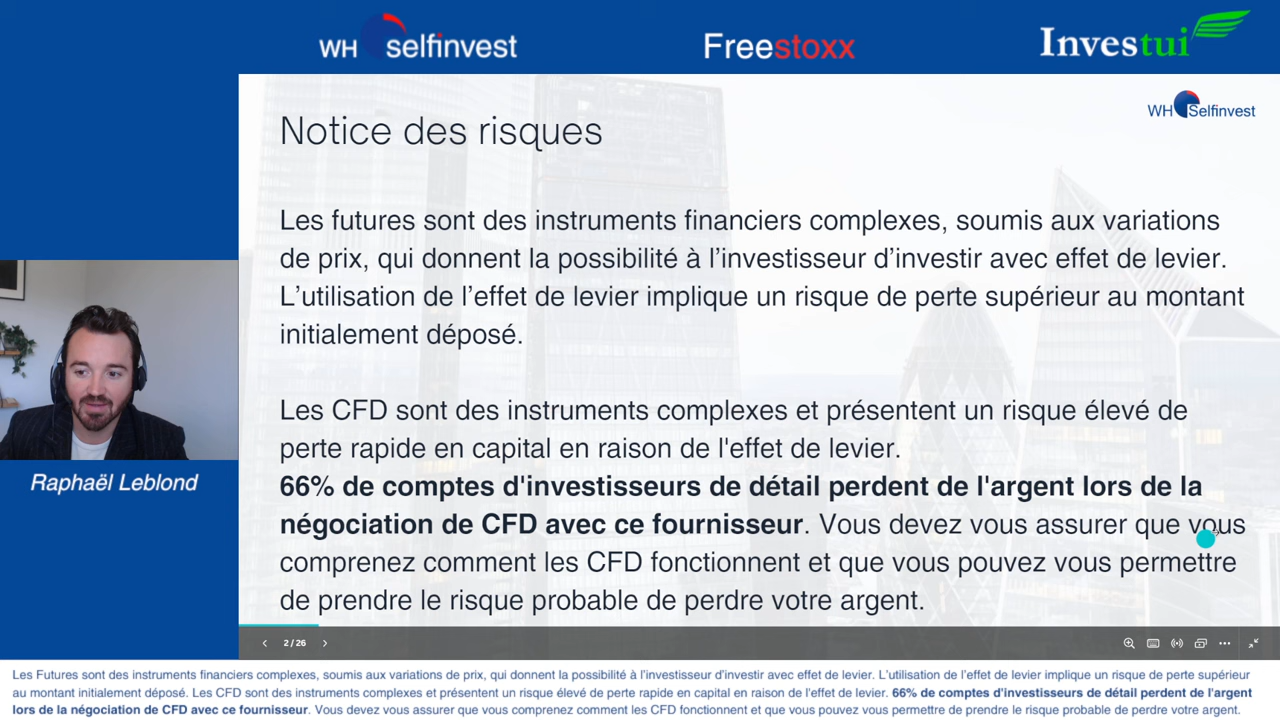 WH selfinvest
Freestoxx
Investui
WH Selfinvest
Notice des risques
Les futures sont des instruments financiers complexes, soumis aux variations
de prix, qui donnent la possibilité à l’investisseur d’investir avec effet de levier.
L’utilisation de l’effet de levier implique un risque de perte supérieur au montant
initialement déposé.
Les CFD sont des instruments complexes et présentent un risque élevé de
perte rapide en capital en raison de l'effet de levier.
66% de comptes d'investisseurs de détail perdent de l'argent lors de la
négociation de CFD avec ce fournisseur. Vous devez vous assurer que vous
comprenez comment les CFD fonctionnent et que vous pouvez vous permettre
de prendre le risque probable de perdre votre argent.
Raphaël Leblond
2 / 26
Les Futures sont des instruments financiers complexes, soumis aux variations de prix, qui donnent la possibilité à l’investisseur d’investir avec effet de levier. L’utilisation de l’effet de levier implique un risque de perte supérieur
au montant initialement déposé. Les CFD sont des instruments complexes et présentent un risque élevé de perte rapide en capital en raison de l’effet de levier. 66% de comptes d’investisseurs de détail perdent de l’argent
lors de la négociation de CFD avec ce fournisseur. Vous devez vous assurer que vous comprenez comment les CFD fonctionnent et que vous pouvez vous permettre de prendre le risque probable de perdre votre argent.